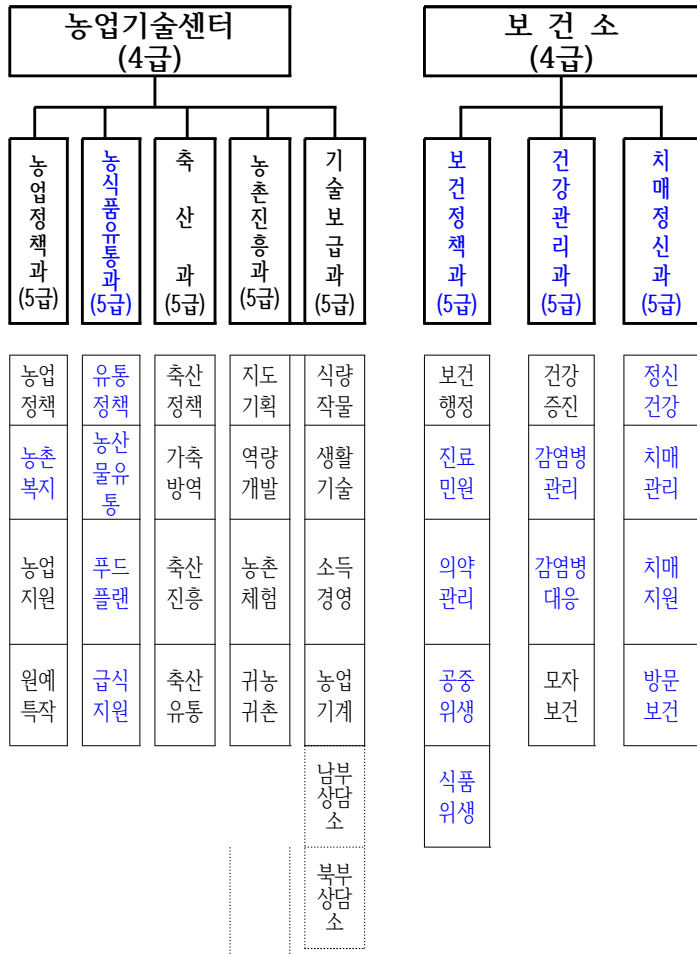 농업기술센터
(4급)
보 건 소
(4급)
농업정책과
(5급)
농식품유통과
(5급)
축 산 과
(5급)
농촌진흥과
(5급)
기술보급과
(5급)
보건정책과
(5급)
건강관리과
(5급)
치매정신과
(5급)
농업
정책
농촌
복지
농업
지원
원예
특작
유통
정책
농산
물유
통
푸드
플랜
급식
지원
축산
정책
가축
방역
축산
진흥
축산
유통
지도
기획
역량
개발
농촌
체험
귀농
귀촌
식량
작물
생활
기술
소득
경영
농업
기계
남부
상담
소
북부
상담
소
보건
행정
진료
민원
의약
관리
공중
위생
식품
위생
건강
증진
감염병
관리
감염병
대응
모자
보건
정신
건강
치매
관리
치매
지원
방문
보건